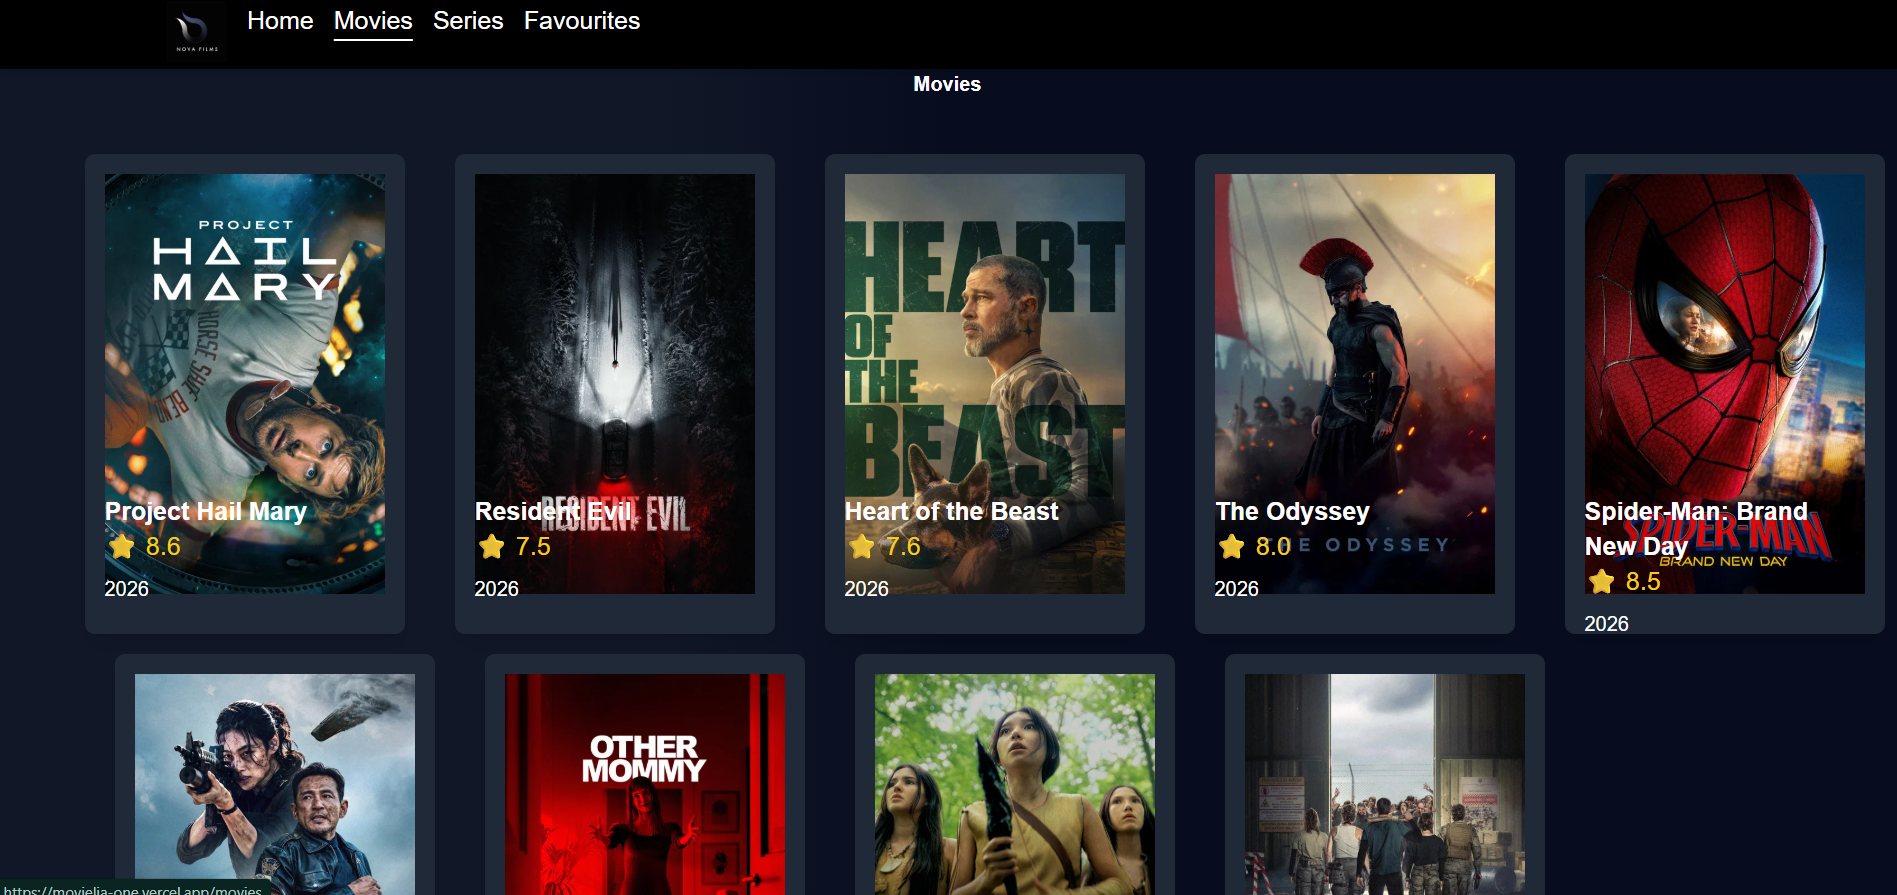 NOVA FILMS
Home Movies Series Favourites
Movies
PROJECT
HAIL
MARY
Project Hail Mary
8.6
2026
RESIDENT EVIL
Resident Evil
7.5
2026
HEART
OF
THE
BEAST
Heart of the Beast
7.6
2026
The Odyssey
THE ODYSSEY
8.0
2026
Spider-Man: Brand
New Day
SPIDER-MAN
BRAND NEW DAY
8.5
2026
OTHER
MOMMY
https://movielia-one.vercel.app/movies